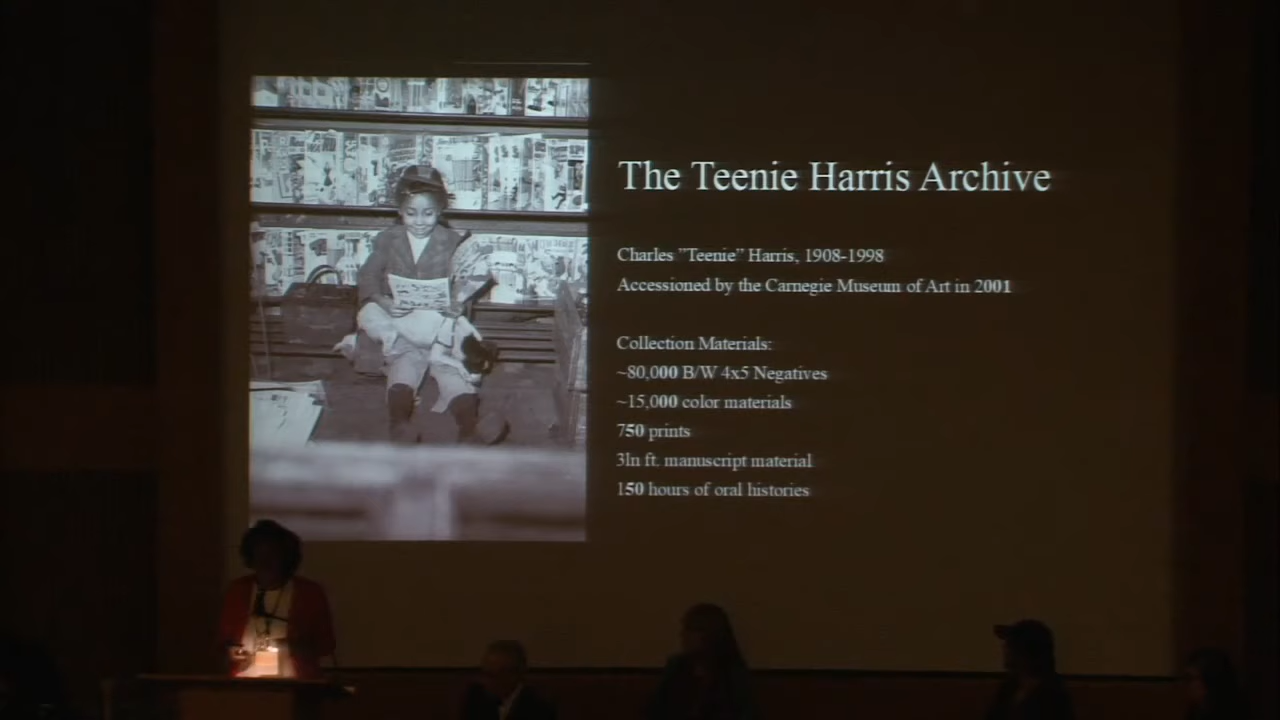 The Teenie Harris Archive
Charles "Teenie" Harris, 1908-1998
Accessioned by the Carnegie Museum of Art in 2001
Collection Materials:
~80,000 B/W 4x5 Negatives
~15,000 color materials
750 prints
3ln ft. manuscript material
150 hours of oral histories